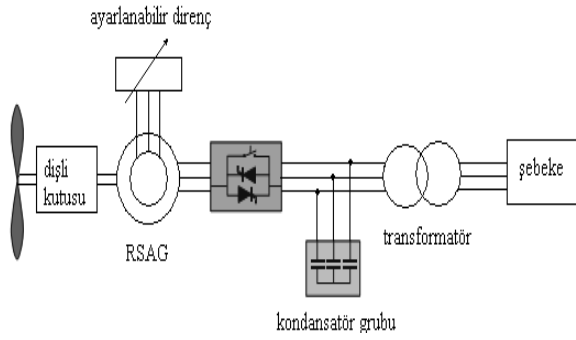 ayarlanabilir direnç
dişli
kutusu
RSAG
şebeke
transformatör
kondansatör grubu